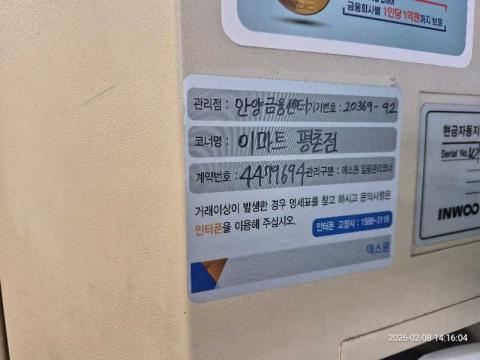 금융회사별 1인당 1억원까지 보호
관리점 : 안양금융센터 기기번호 : 20369-92
코너명 : 이마트 평촌점
계약번호 : 4479694 관리구분 : 에스원 일괄관리코너
거래이상이 발생한 경우 명세표를 참고 하시고 문의사항은
인터폰을 이용해 주십시오.
인터폰 고장시 : 1588-3118
에스원
현금자동지
Serial No.
COMNI
2026-02-08 14:16:04